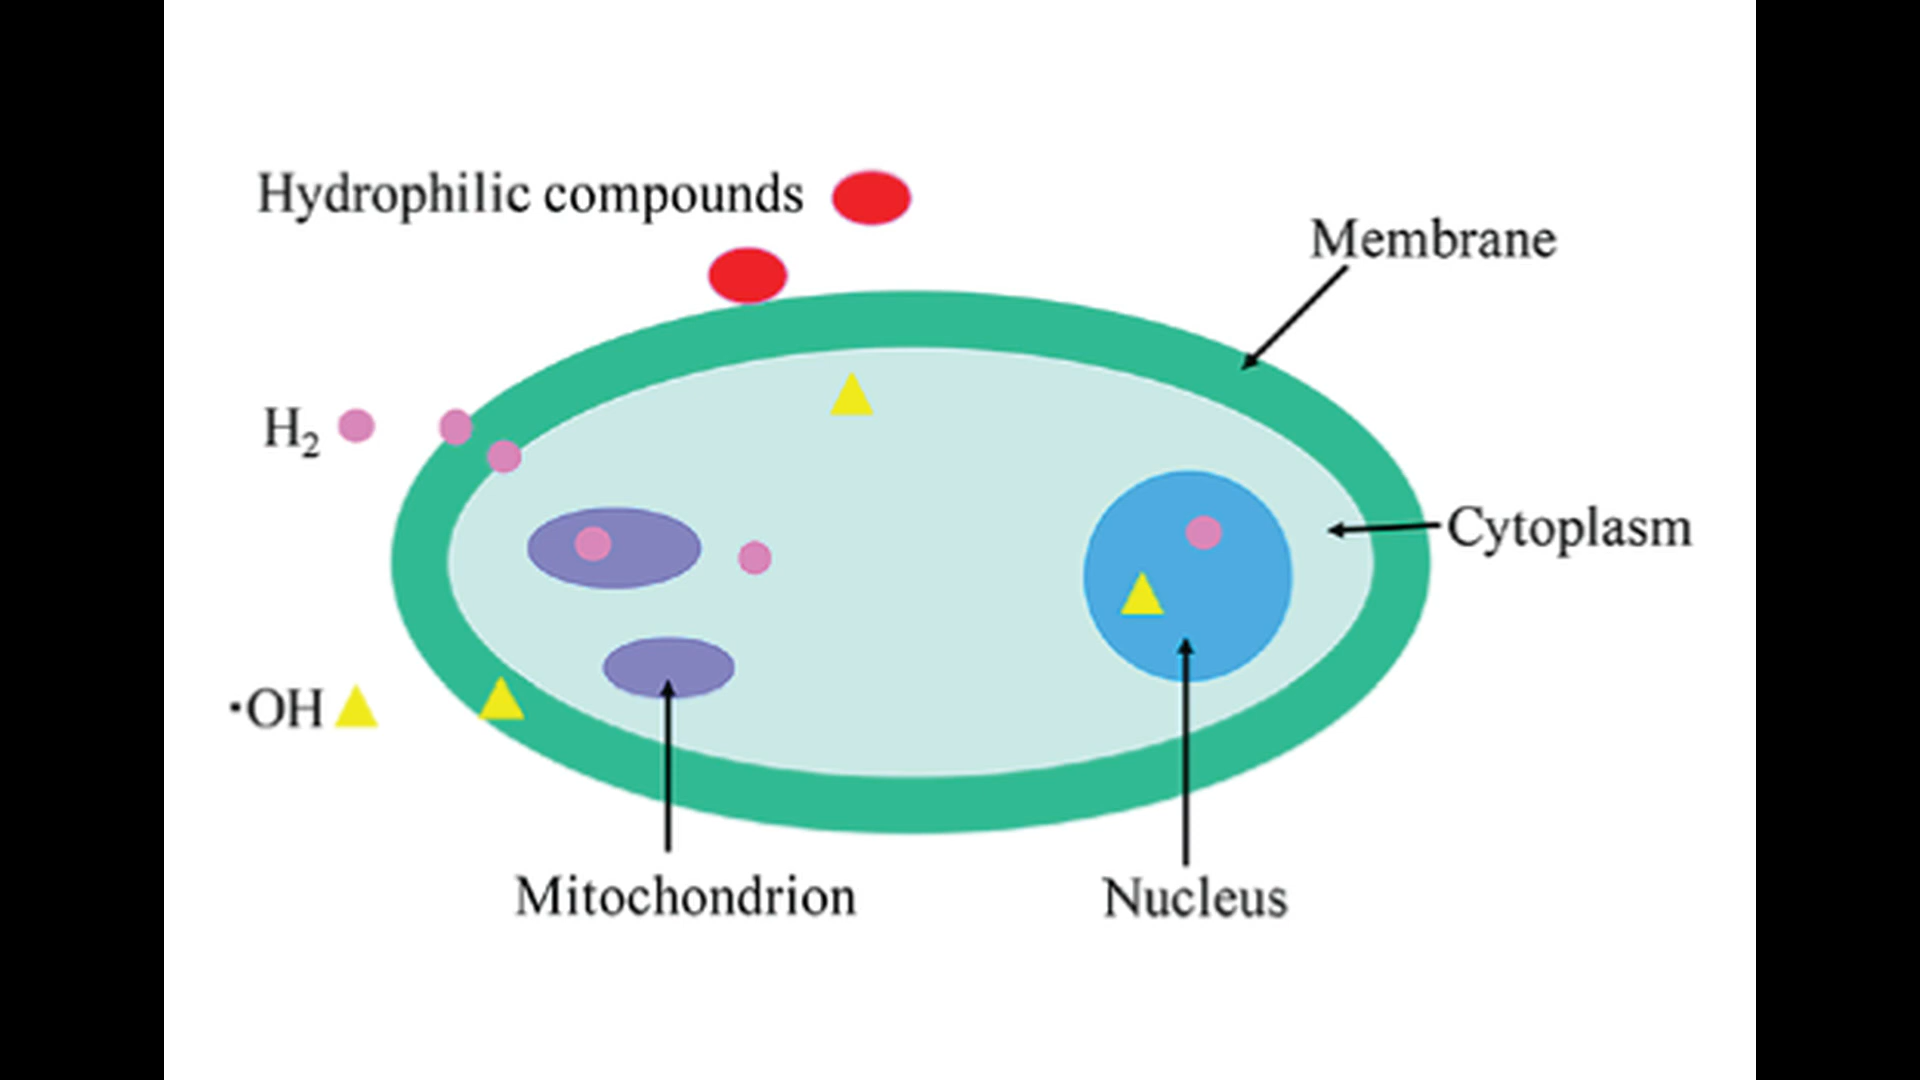 Hydrophilic compounds
Membrane
H₂
Cytoplasm
·OH
Mitochondrion
Nucleus